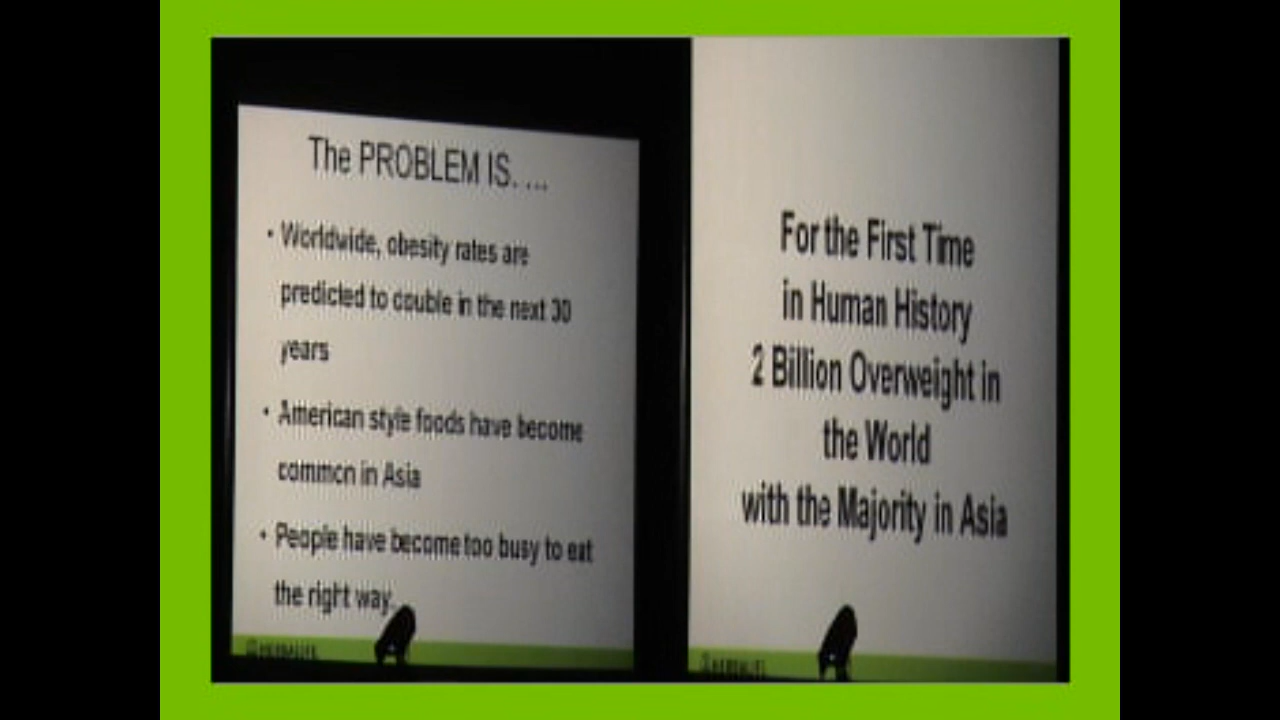 The PROBLEM IS. ...
• Worldwide, obesity rates are
predicted to double in the next 30
years
• American style foods have become
common in Asia
• People have become too busy to eat
the right way.
For the First Time
in Human History
2 Billion Overweight in
the World
with the Majority in Asia